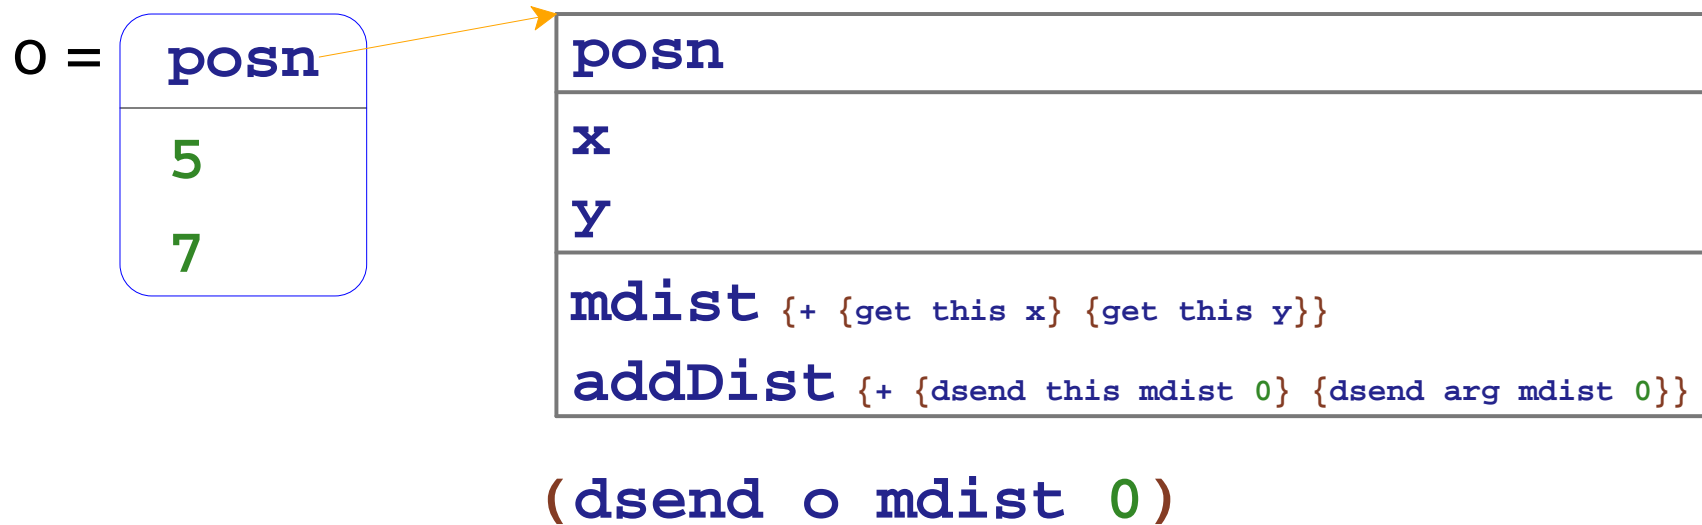 o =
posn
5
7
posn
x
y
mdist {+ {get this x} {get this y}}
addDist {+ {dsend this mdist 0} {dsend arg mdist 0}}
(dsend o mdist 0)